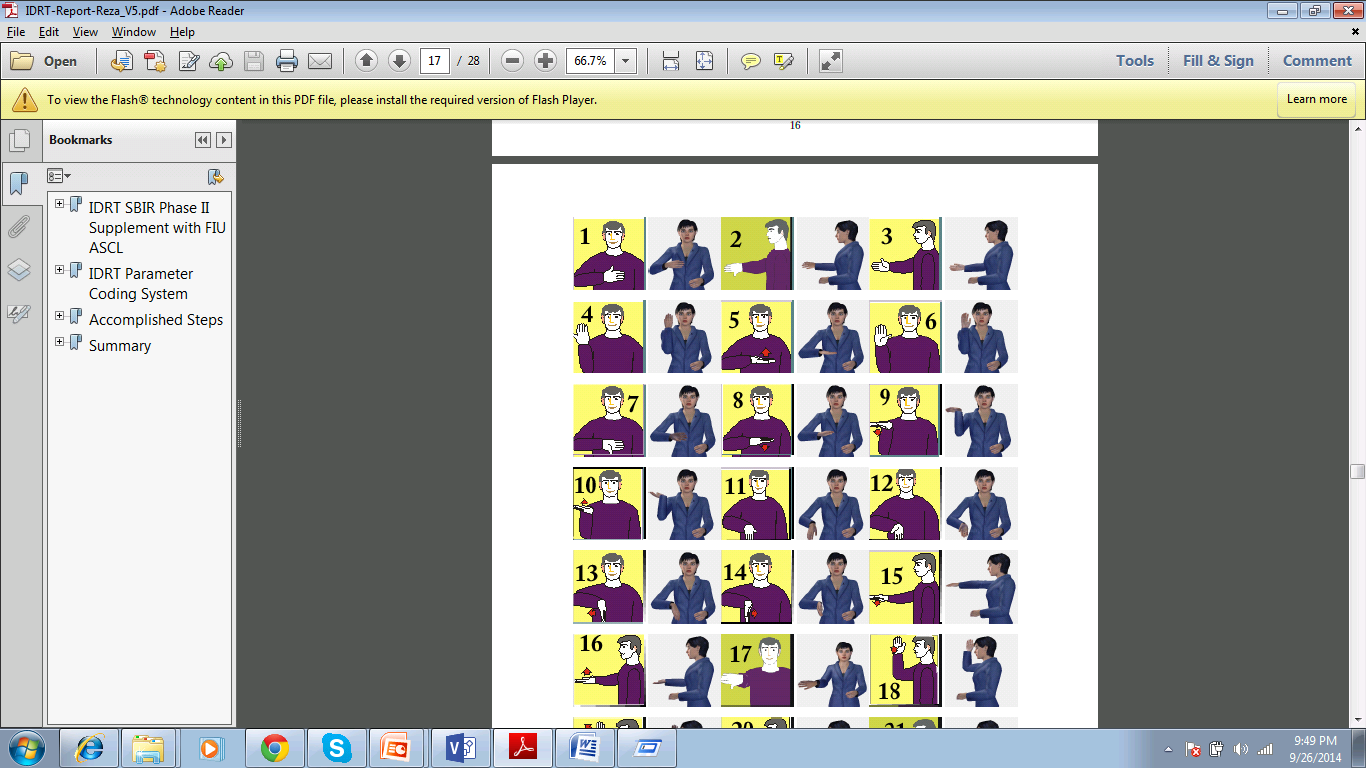 IDRT-Report-Reza_V5.pdf - Adobe Reader
File Edit View Window Help
Open 17 / 28 66.7% Tools Fill & Sign Comment
To view the Flash® technology content in this PDF file, please install the required version of Flash Player. Learn more
Bookmarks
IDRT SBIR Phase II
Supplement with FIU
ASCL
IDRT Parameter
Coding System
Accomplished Steps
Summary
16
1 2 3
4 5 6
7 8 9
10 11 12
13 14 15
16 17 18
20 21
9:49 PM
9/26/2014